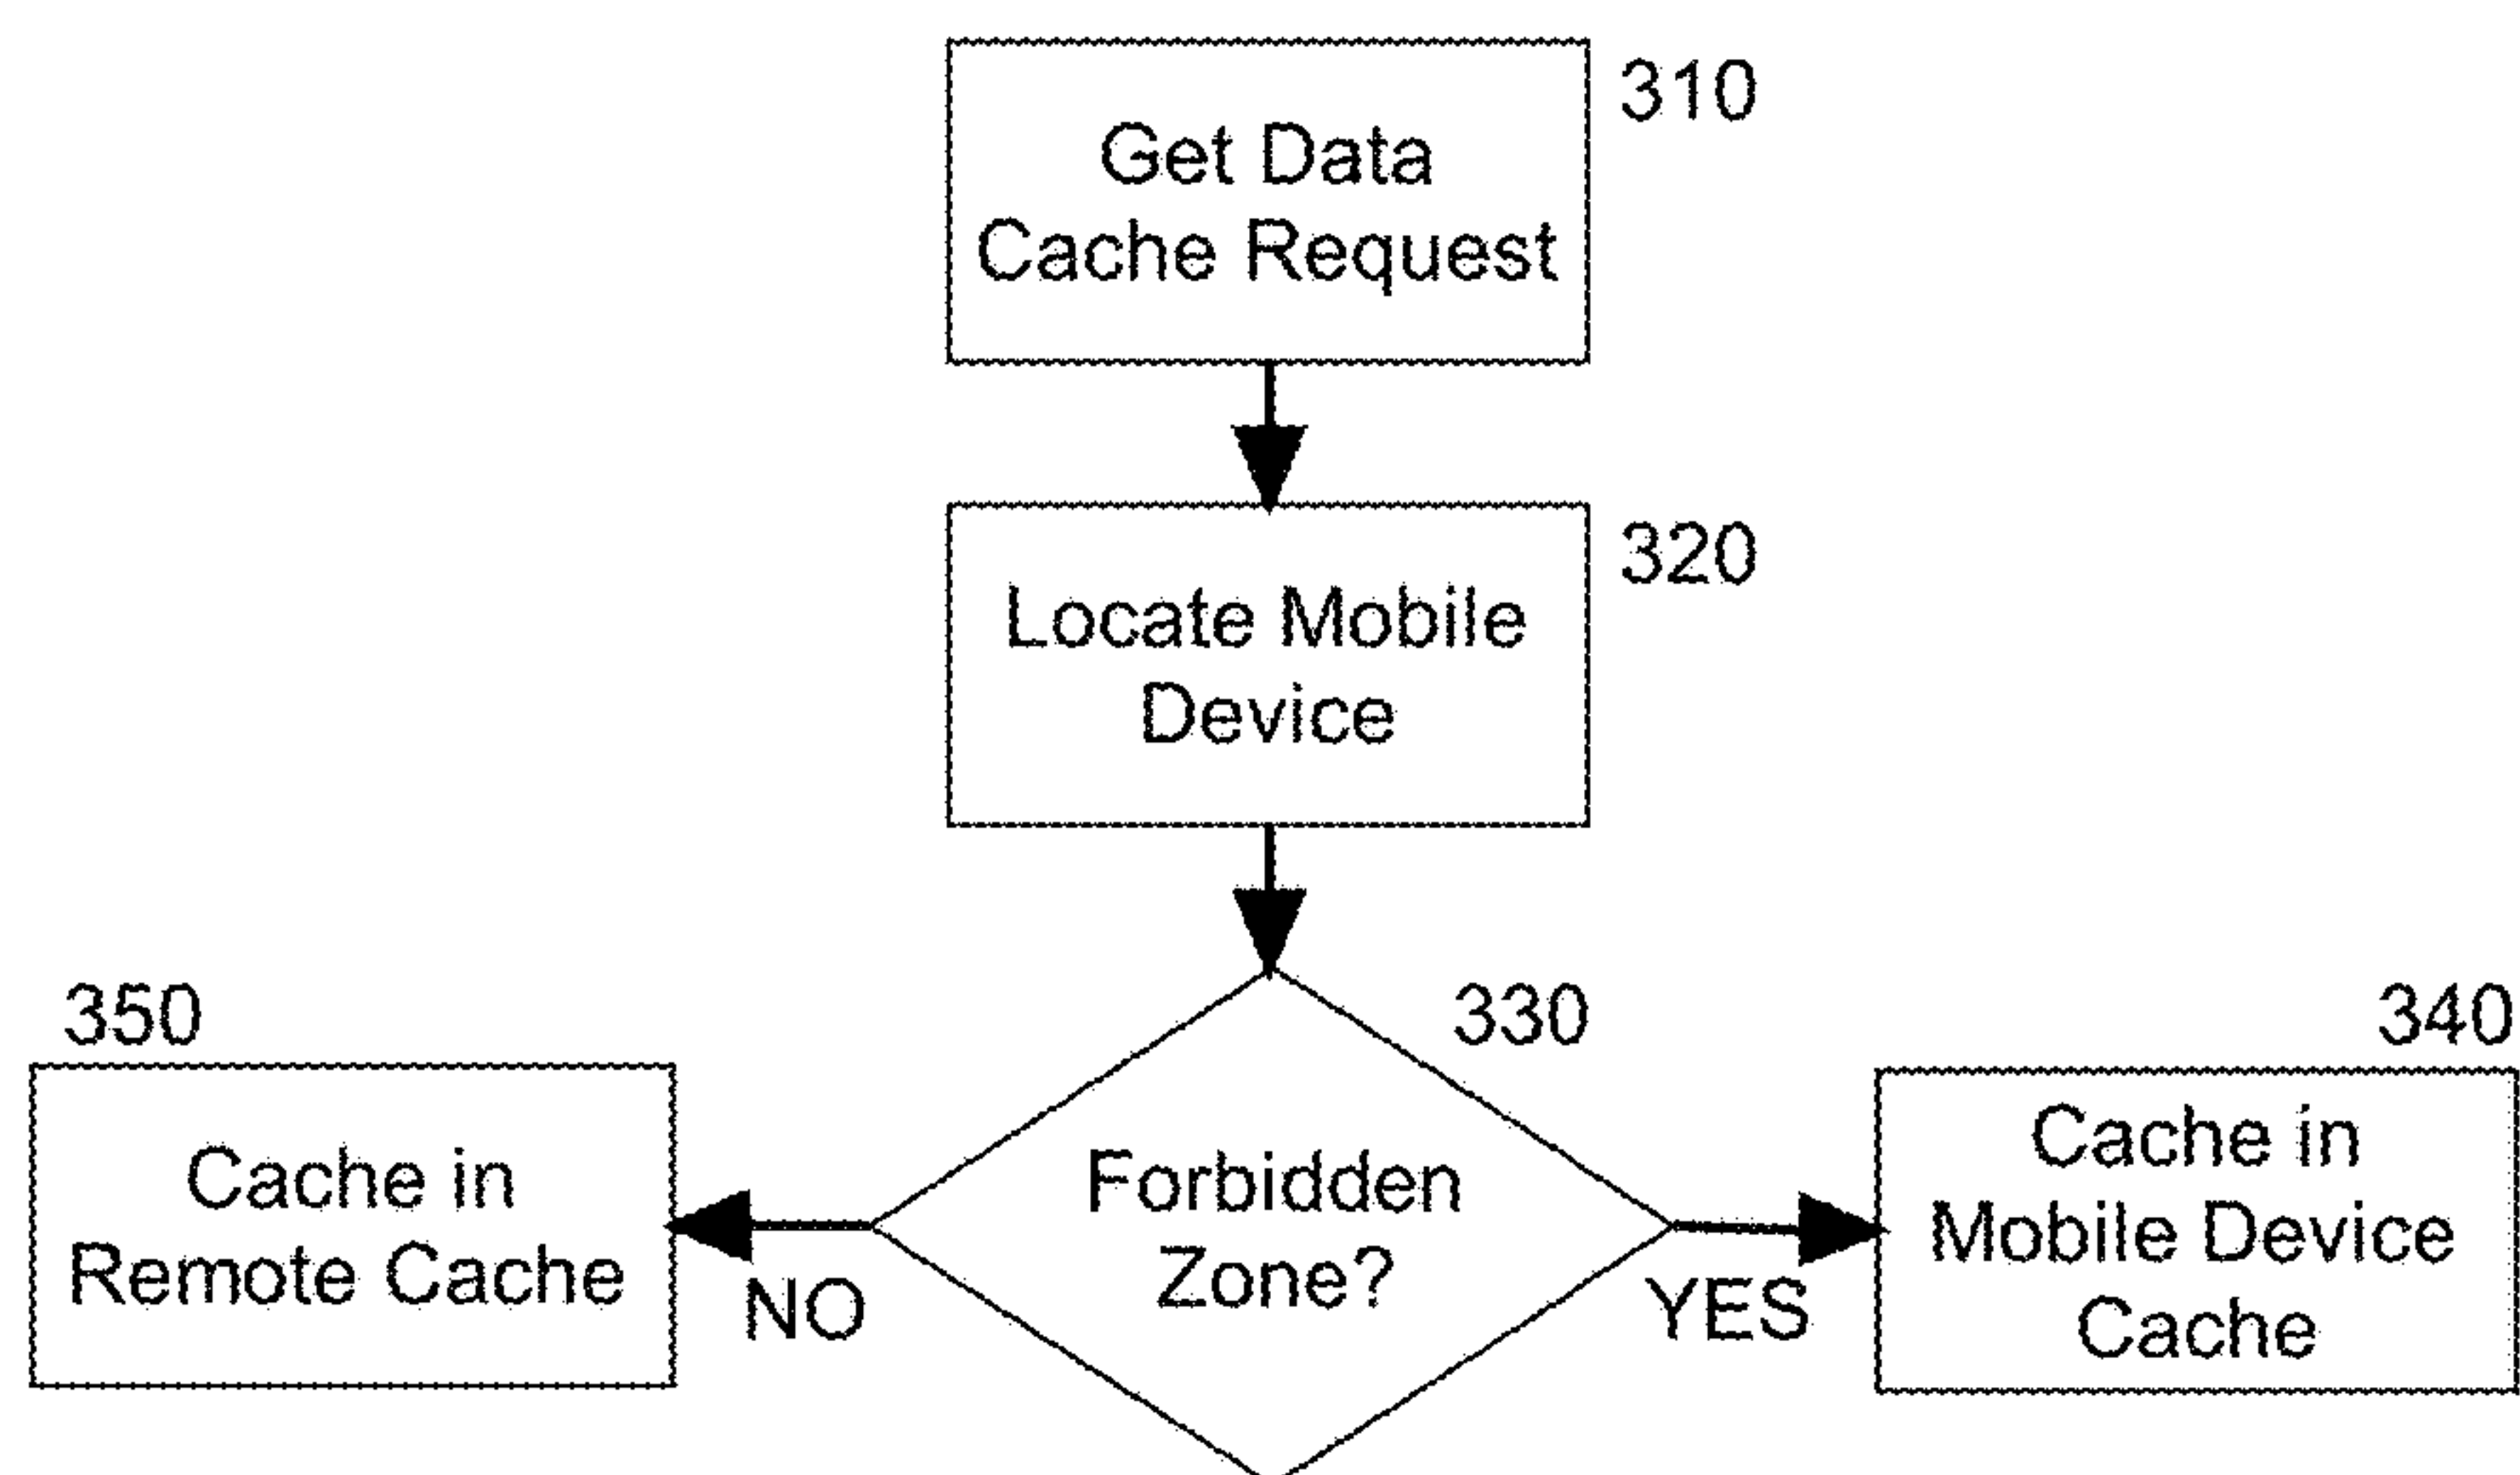 310
Get Data
Cache Request
320
Locate Mobile
Device
350
330
340
Cache in
Remote Cache
NO
Forbidden
Zone?
YES
Cache in
Mobile Device
Cache